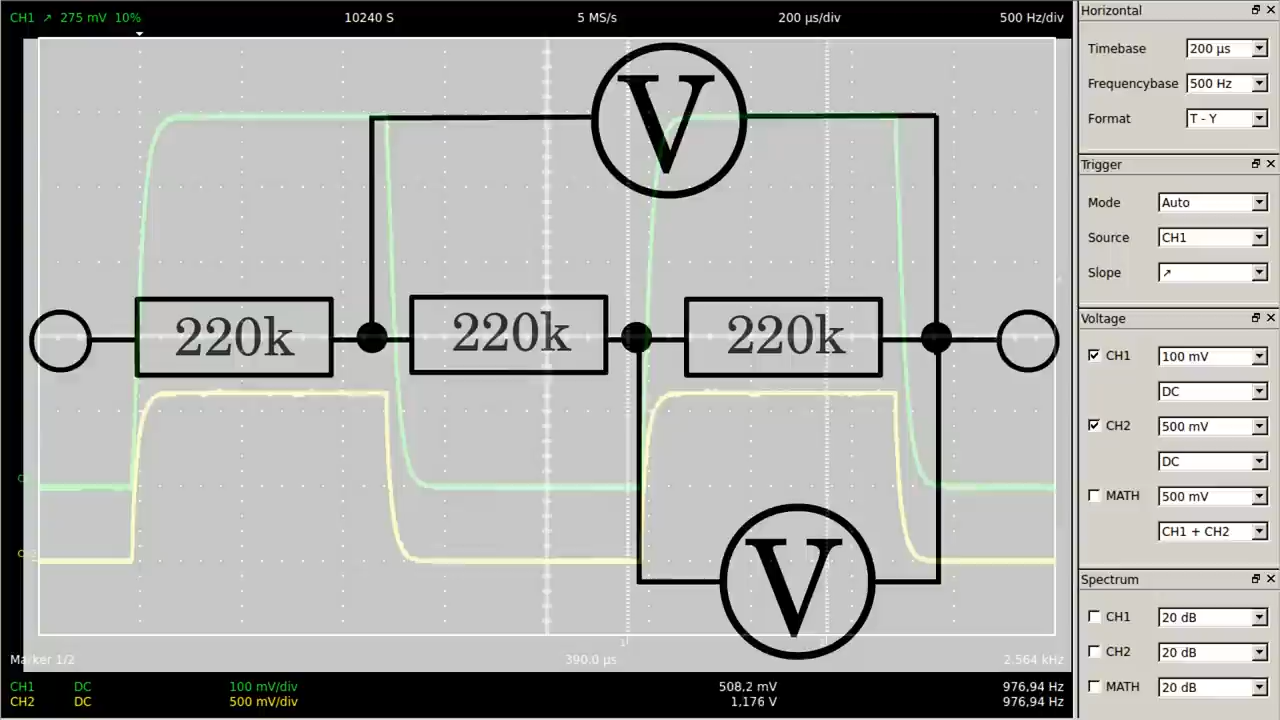 CH1 ↗ 275 mV 10% 10240 S 5 MS/s 200 µs/div 500 Hz/div
V
220k 220k 220k
V
Marker 1/2 390.0 µs 2.564 kHz
CH1 DC 100 mV/div 508,2 mV 976,94 Hz
CH2 DC 500 mV/div 1,176 V 976,94 Hz
Horizontal
Timebase 200 µs
Frequencybase 500 Hz
Format T - Y
Trigger
Mode Auto
Source CH1
Slope ↗
Voltage
CH1 100 mV
DC
CH2 500 mV
DC
MATH 500 mV
CH1 + CH2
Spectrum
CH1 20 dB
CH2 20 dB
MATH 20 dB